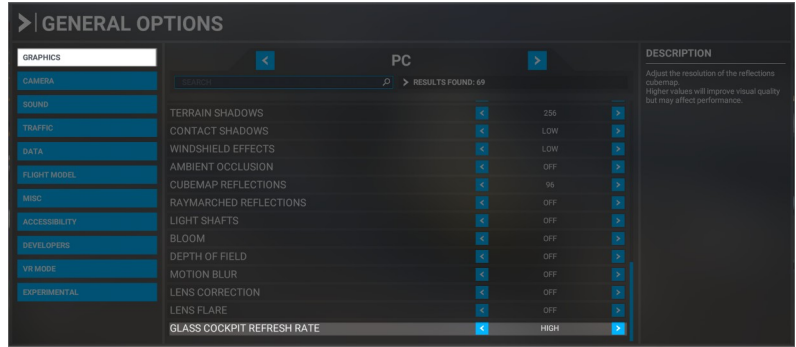 GENERAL OPTIONS
GRAPHICS
CAMERA
SOUND
TRAFFIC
DATA
FLIGHT MODEL
MISC
ACCESSIBILITY
DEVELOPERS
VR MODE
EXPERIMENTAL
PC
SEARCH
RESULTS FOUND: 69
TERRAIN SHADOWS 256
CONTACT SHADOWS LOW
WINDSHIELD EFFECTS LOW
AMBIENT OCCLUSION OFF
CUBEMAP REFLECTIONS 96
RAYMARCHED REFLECTIONS OFF
LIGHT SHAFTS OFF
BLOOM OFF
DEPTH OF FIELD OFF
MOTION BLUR OFF
LENS CORRECTION OFF
LENS FLARE OFF
GLASS COCKPIT REFRESH RATE HIGH
DESCRIPTION
Adjust the resolution of the reflections
cubemap.
Higher values will improve visual quality
but may affect performance.